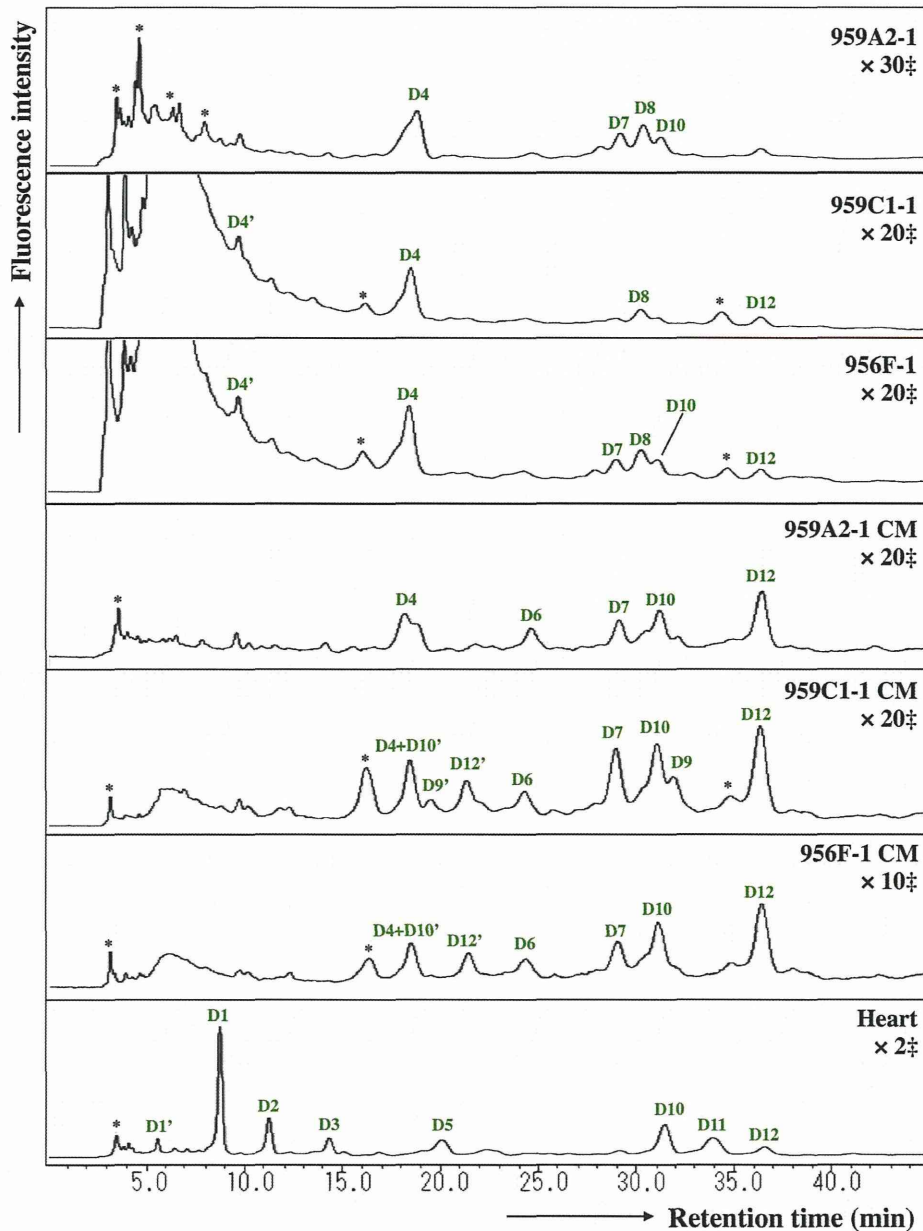 Fluorescence intensity
959A2-1
× 30‡
* * * * D4 D7 D8 D10
959C1-1
× 20‡
D4’ * D4 D8 * D12
956F-1
× 20‡
D4’ * D4 D7 D8 D10 * D12
959A2-1 CM
× 20‡
* D4 D6 D7 D10 D12
959C1-1 CM
× 20‡
* * D4+D10’ D9’ D12’ D6 D7 D10 D9 * D12
956F-1 CM
× 10‡
* * D4+D10’ D12’ D6 D7 D10 D12
Heart
× 2‡
* D1’ D1 D2 D3 D5 D10 D11 D12
5.0 10.0 15.0 20.0 25.0 30.0 35.0 40.0
Retention time (min)